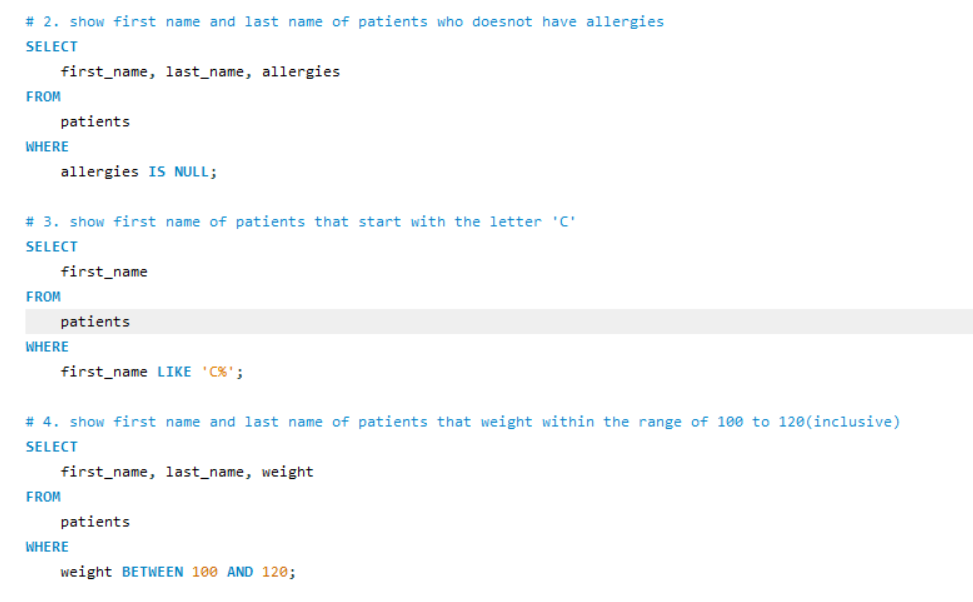 # 2. show first name and last name of patients who doesnot have allergies
SELECT
    first_name, last_name, allergies
FROM
    patients
WHERE
    allergies IS NULL;

# 3. show first name of patients that start with the letter 'C'
SELECT
    first_name
FROM
    patients
WHERE
    first_name LIKE 'C%';

# 4. show first name and last name of patients that weight within the range of 100 to 120(inclusive)
SELECT
    first_name, last_name, weight
FROM
    patients
WHERE
    weight BETWEEN 100 AND 120;